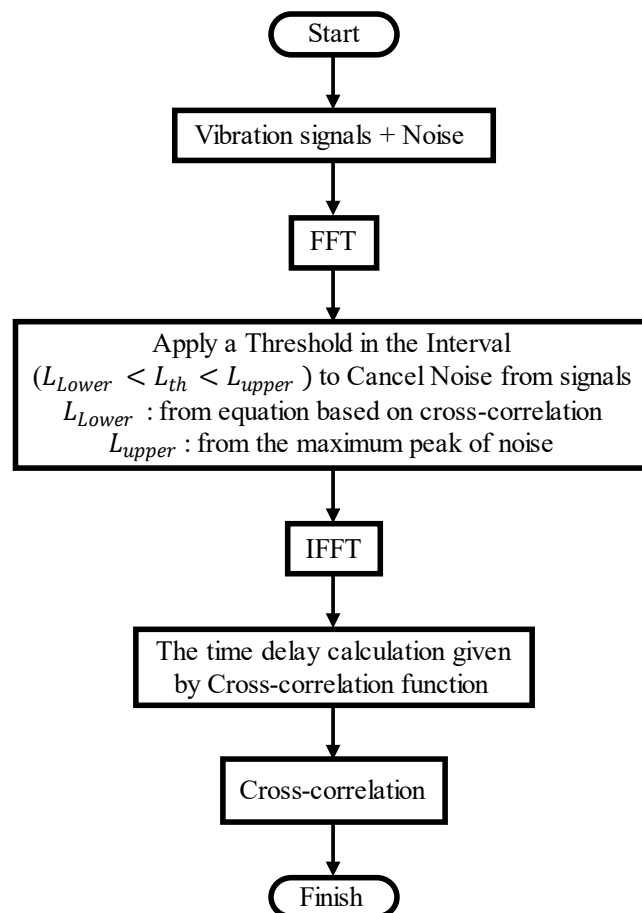 Start
Vibration signals + Noise
FFT
Apply a Threshold in the Interval
(L_Lower < L_th < L_upper ) to Cancel Noise from signals
L_Lower : from equation based on cross-correlation
L_upper : from the maximum peak of noise
IFFT
The time delay calculation given
by Cross-correlation function
Cross-correlation
Finish